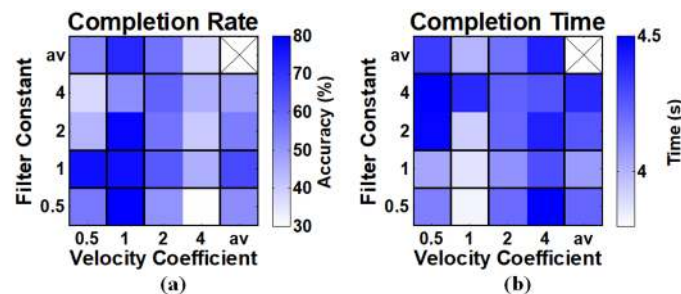 Completion Rate
Filter Constant
av
4
2
1
0.5
0.5 1 2 4 av
Velocity Coefficient
80
70
60
50
40
30
Accuracy (%)
(a)
Completion Time
Filter Constant
av
4
2
1
0.5
0.5 1 2 4 av
Velocity Coefficient
4.5
4
Time (s)
(b)